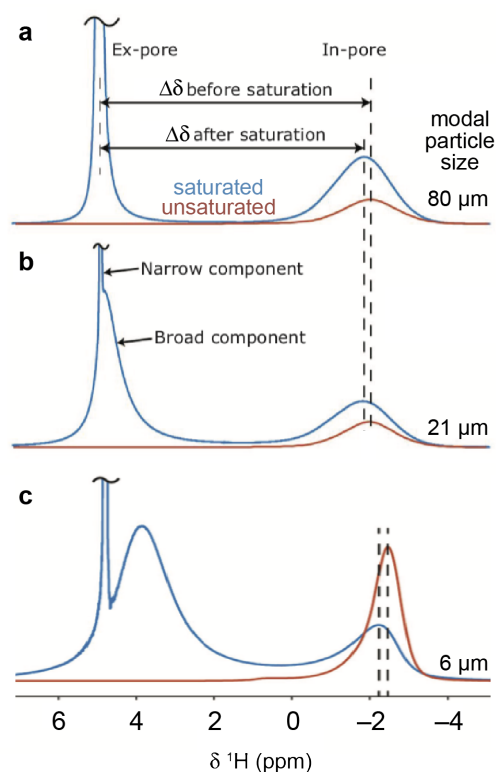 a
Ex-pore
In-pore
Δδ before saturation
Δδ after saturation
modal
particle
size
saturated
unsaturated
80 µm
b
Narrow component
Broad component
21 µm
c
6 µm
6 4 2 0 –2 –4
δ ¹H (ppm)